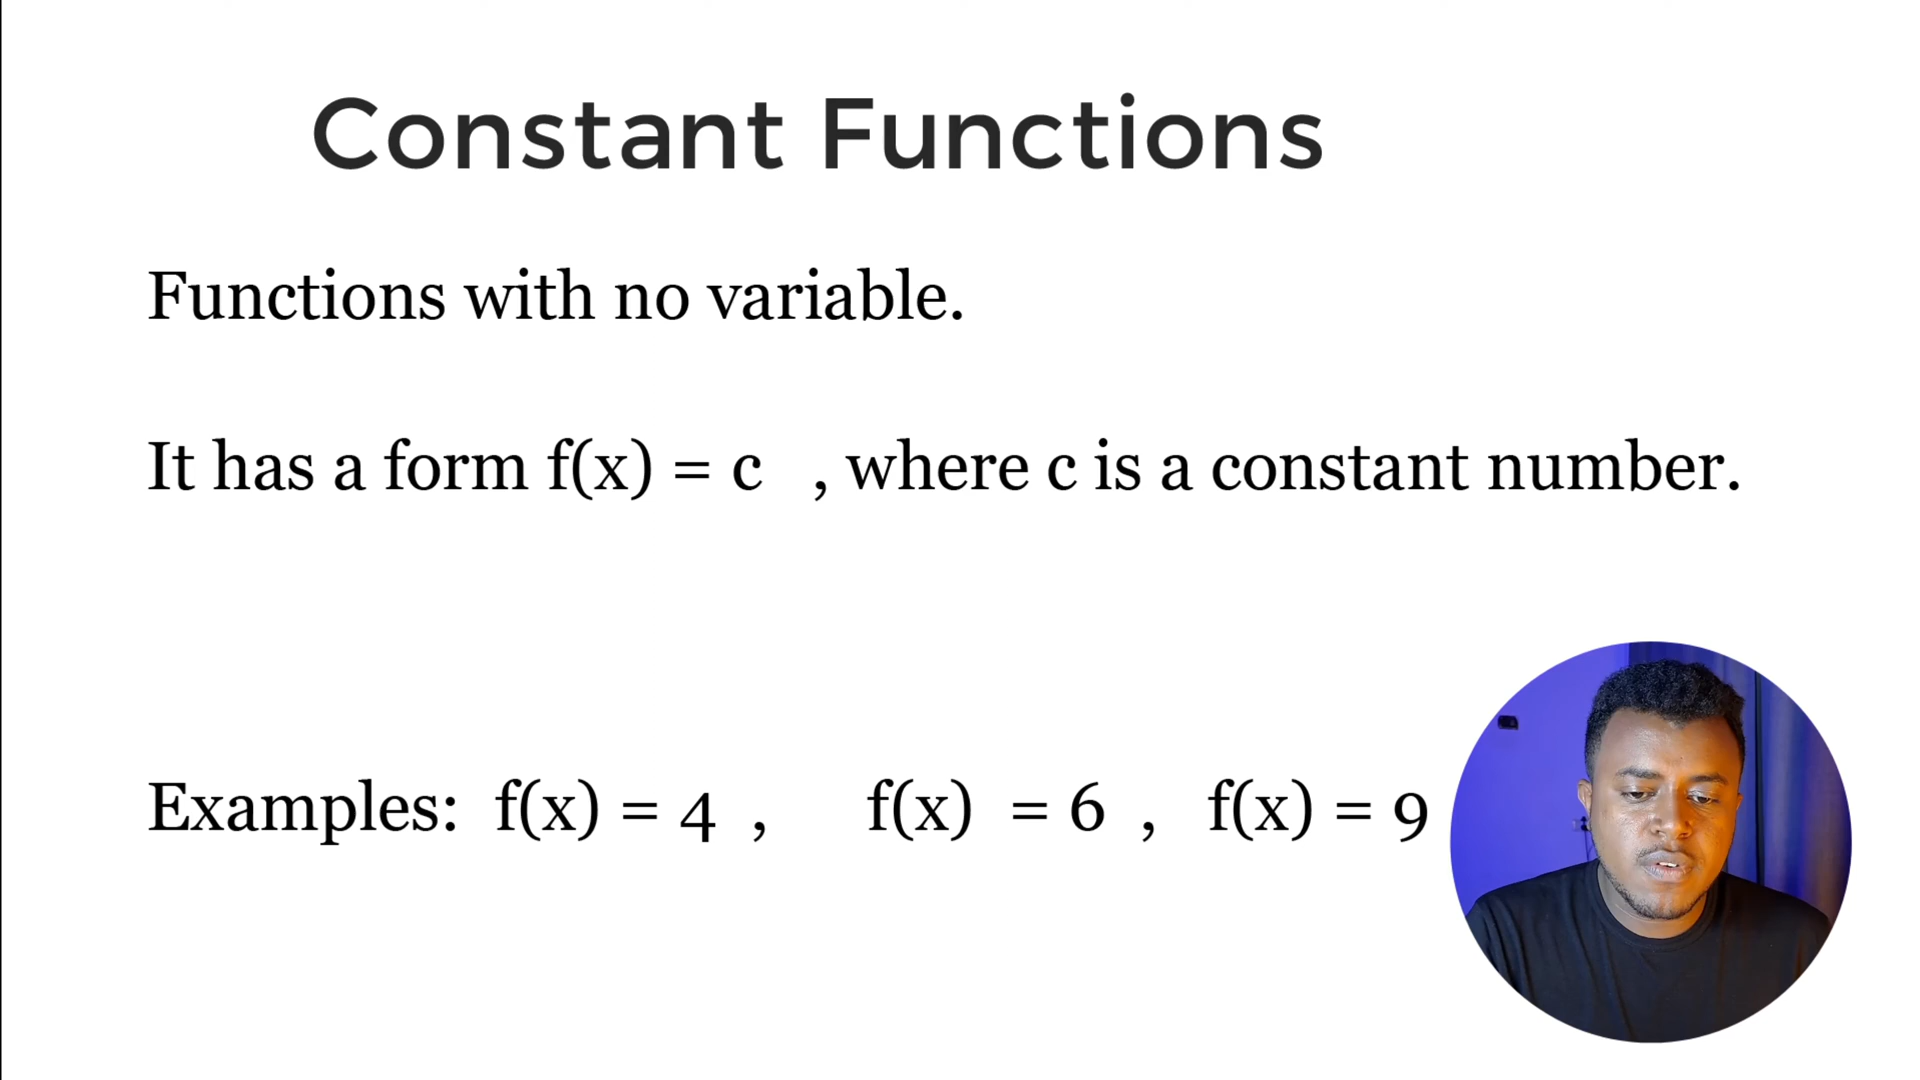 Constant Functions
Functions with no variable.
It has a form f(x) = c , where c is a constant number.
Examples: f(x) = 4 , f(x) = 6 , f(x) = 9